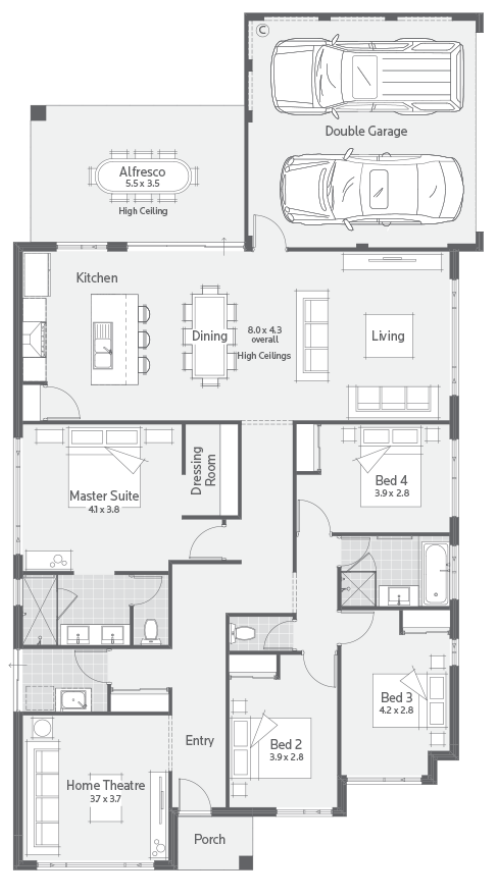 C
Double Garage
Alfresco
5.5 x 3.5
High Ceiling
Kitchen
Dining
8.0 x 4.3
overall
High Ceilings
Living
Master Suite
4.1 x 3.8
Dressing
Room
Bed 4
3.9 x 2.8
Bed 3
4.2 x 2.8
Entry
Bed 2
3.9 x 2.8
Home Theatre
3.7 x 3.7
Porch